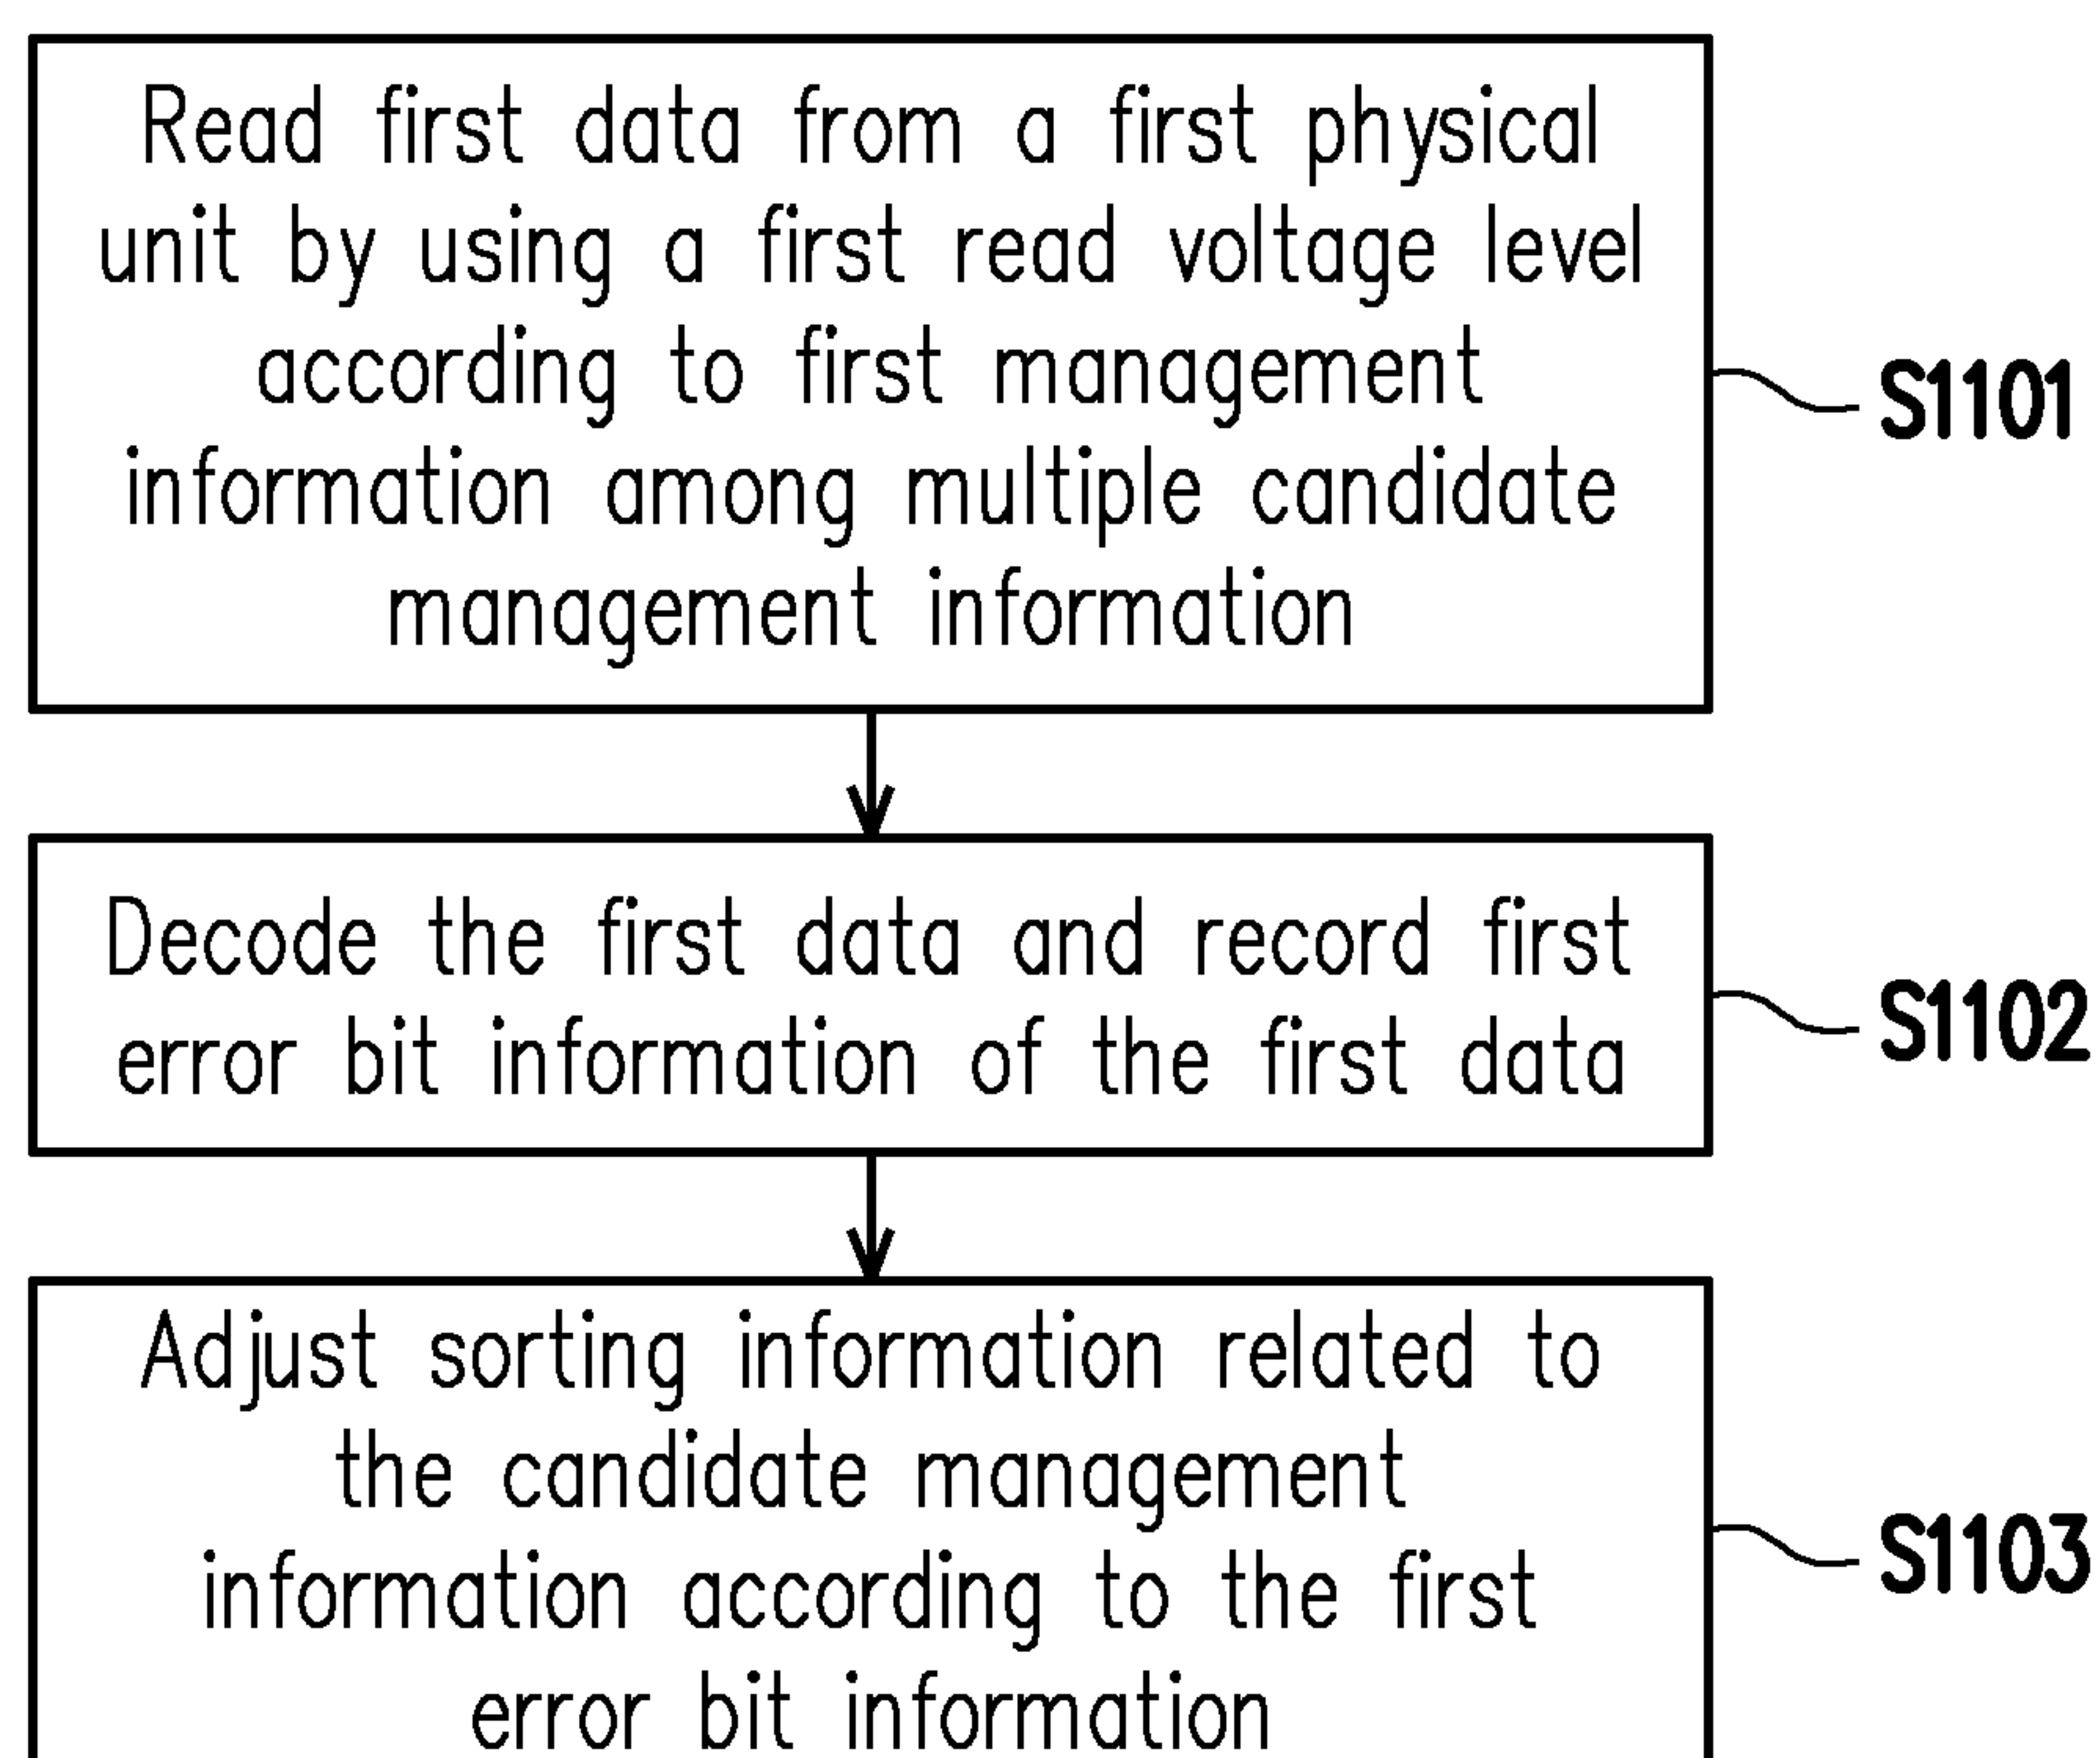 Read first data from a first physical
unit by using a first read voltage level
according to first management
information among multiple candidate
management information
S1101
Decode the first data and record first
error bit information of the first data
S1102
Adjust sorting information related to
the candidate management
information according to the first
error bit information
S1103